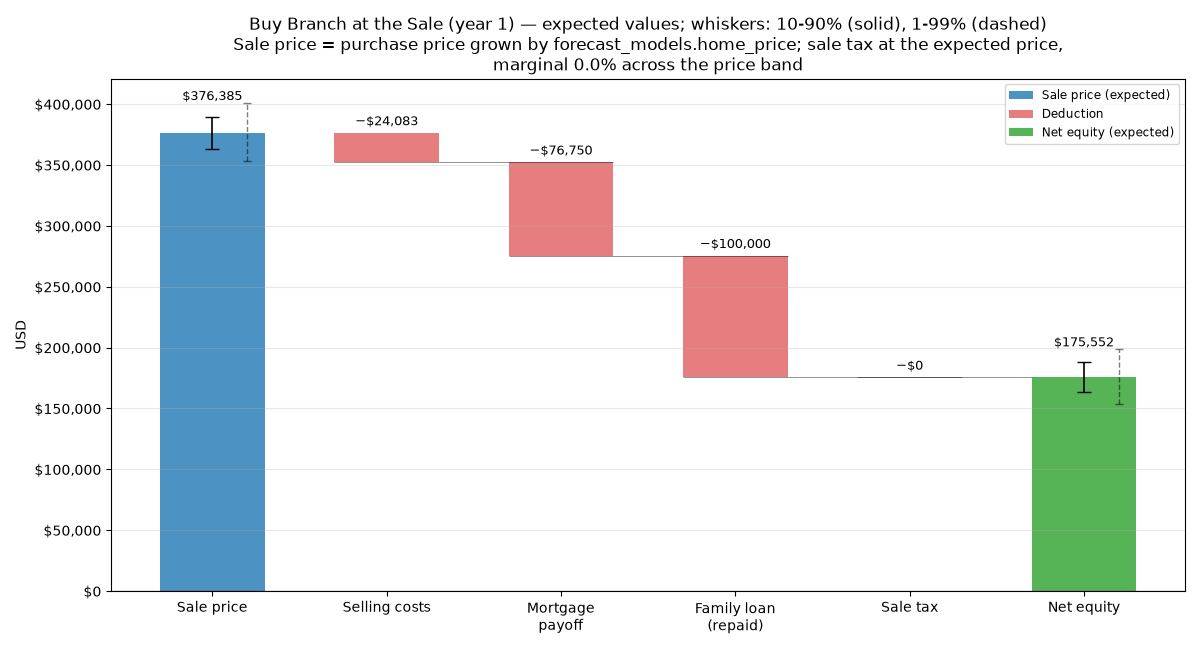 Buy Branch at the Sale (year 1) — expected values; whiskers: 10-90% (solid), 1-99% (dashed)
Sale price = purchase price grown by forecast_models.home_price; sale tax at the expected price,
marginal 0.0% across the price band
Sale price (expected)
Deduction
Net equity (expected)
USD
$400,000
$350,000
$300,000
$250,000
$200,000
$150,000
$100,000
$50,000
$0
$376,385
−$24,083
−$76,750
−$100,000
−$0
$175,552
Sale price
Selling costs
Mortgage
payoff
Family loan
(repaid)
Sale tax
Net equity